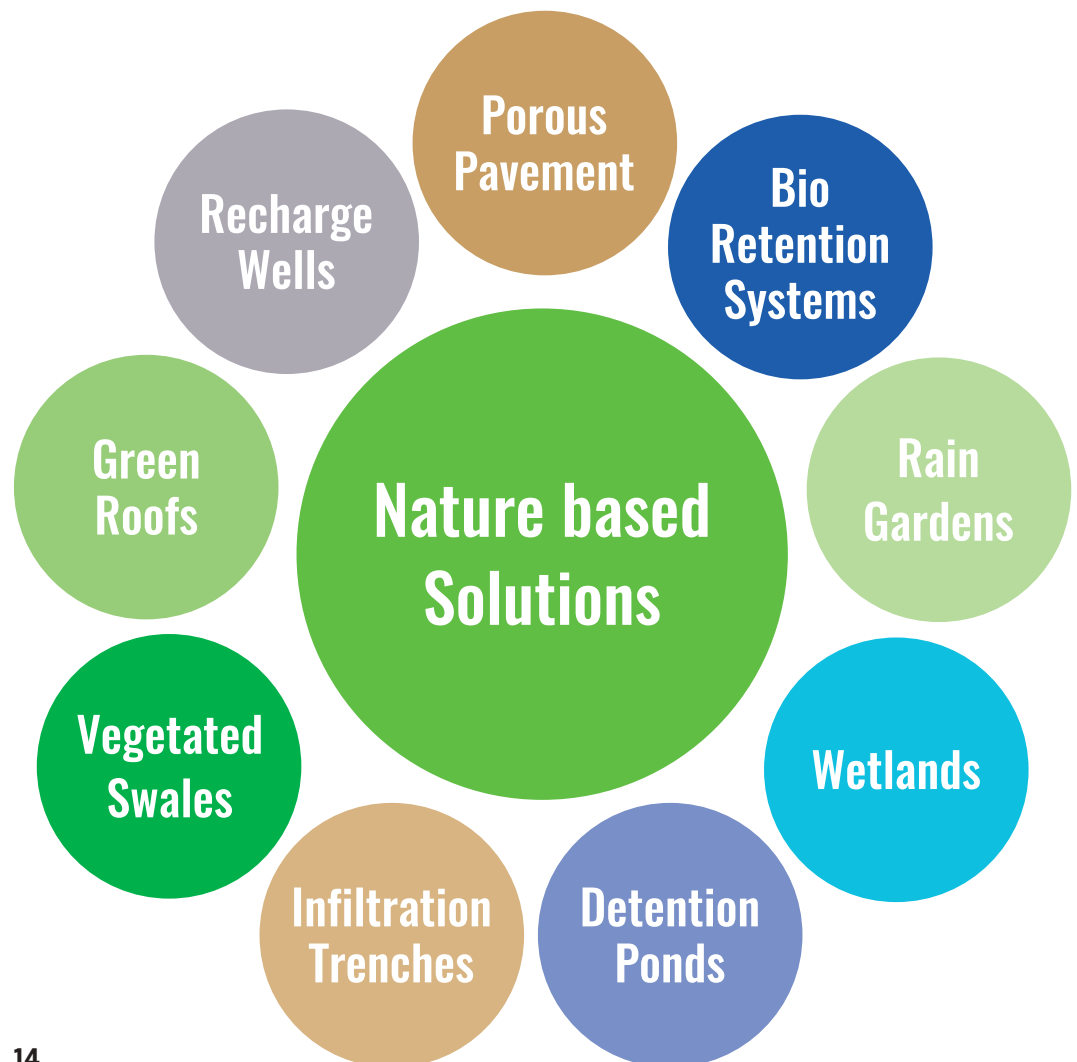 Porous
Pavement
Bio
Retention
Systems
Rain
Gardens
Wetlands
Detention
Ponds
Infiltration
Trenches
Vegetated
Swales
Green
Roofs
Recharge
Wells
Nature based
Solutions
14